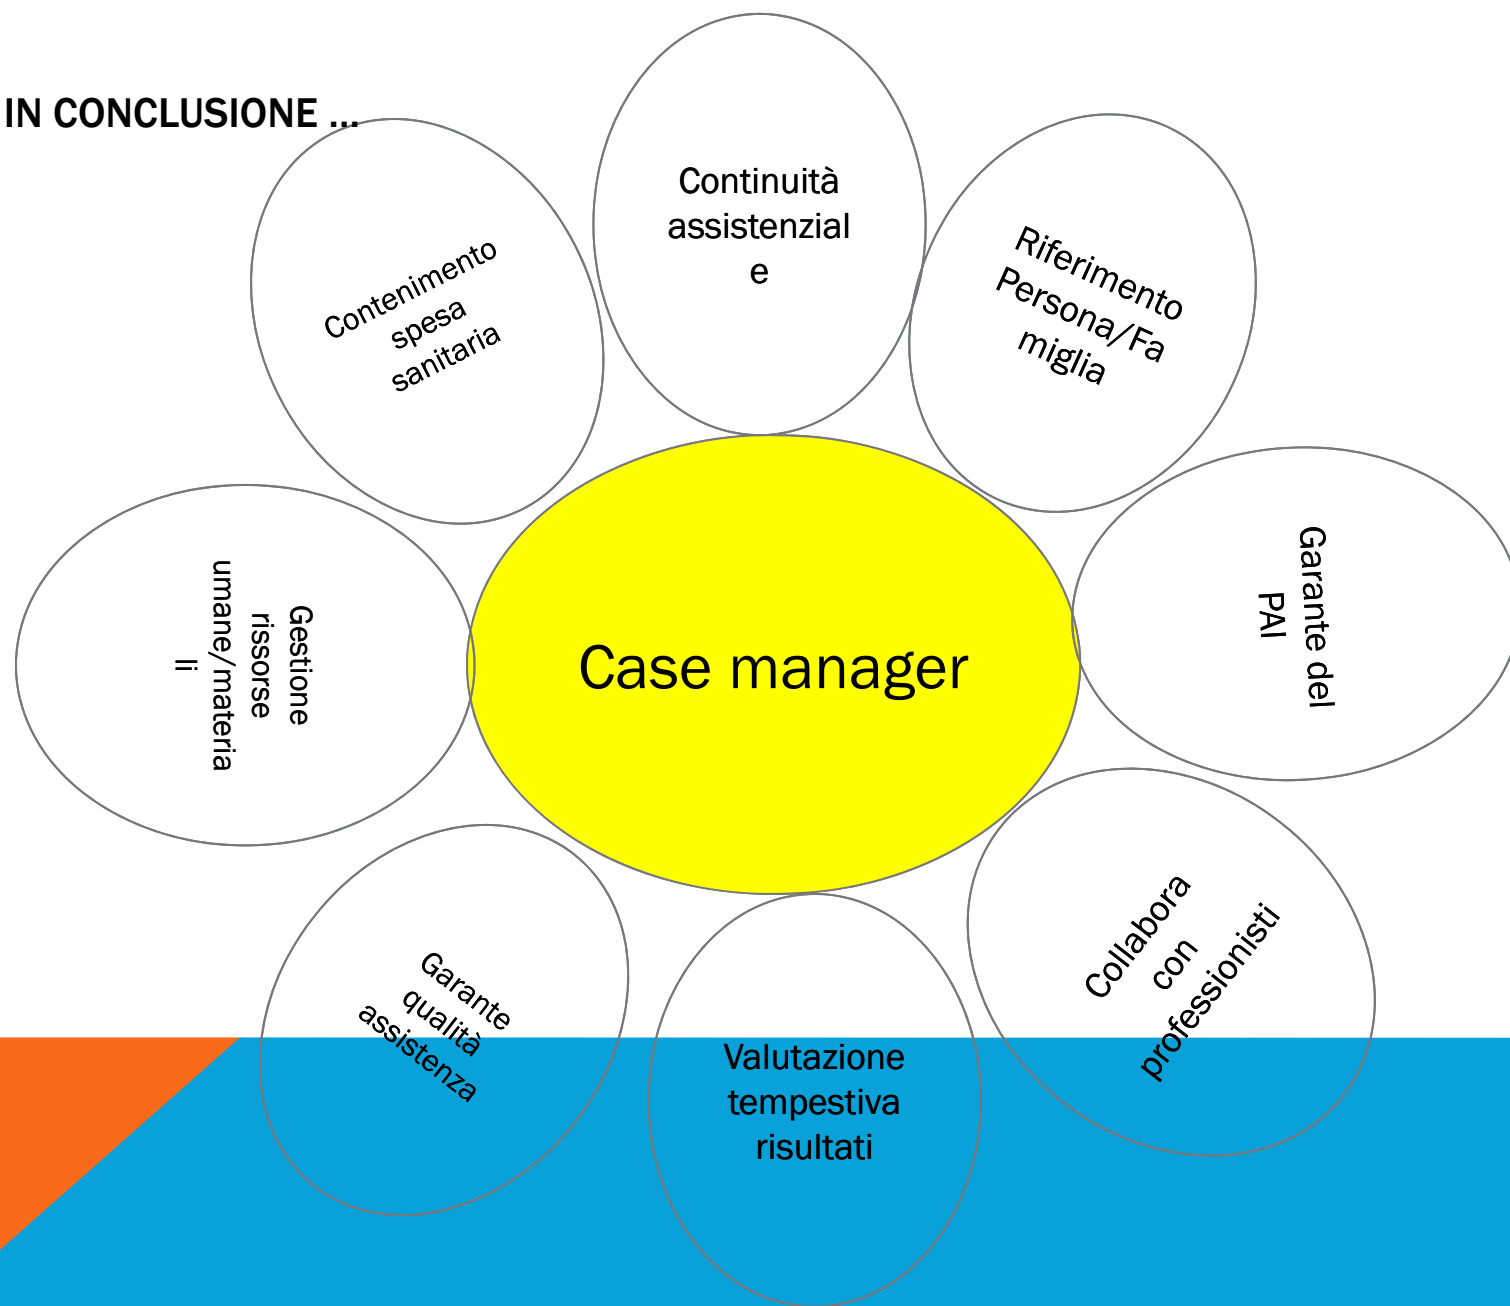 IN CONCLUSIONE ...
Continuità
assistenzial
e
Riferimento
Persona/Fa
miglia
Garante del
PAI
Collabora
con
professionisti
Valutazione
tempestiva
risultati
Garante
qualità
assistenza
Gestione
rissorse
umane/materia
li
Contenimento
spesa
sanitaria
Case manager